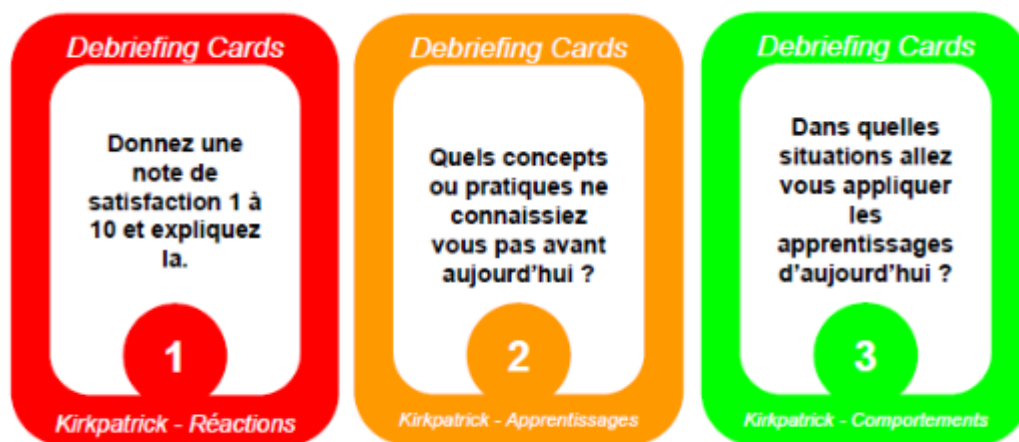 Debriefing Cards
Donnez une
note de
satisfaction 1 à
10 et expliquez
la.
1
Kirkpatrick - Réactions
Debriefing Cards
Quels concepts
ou pratiques ne
connaissiez
vous pas avant
aujourd'hui ?
2
Kirkpatrick - Apprentissages
Debriefing Cards
Dans quelles
situations allez
vous appliquer
les
apprentissages
d'aujourd'hui ?
3
Kirkpatrick - Comportements